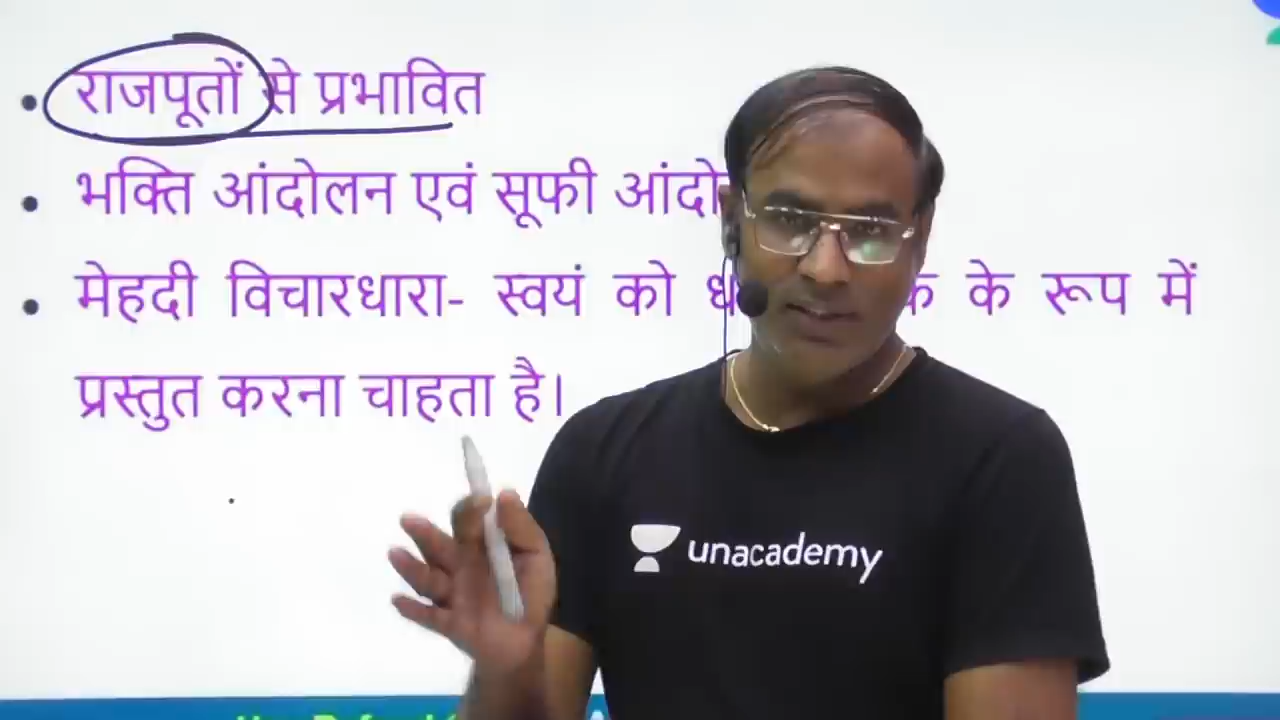 राजपूतों से प्रभावित
भक्ति आंदोलन एवं सूफी
मेहदी विचारधारा- स्वयं को के रूप में
प्रस्तुत करना चाहता है।
unacademy